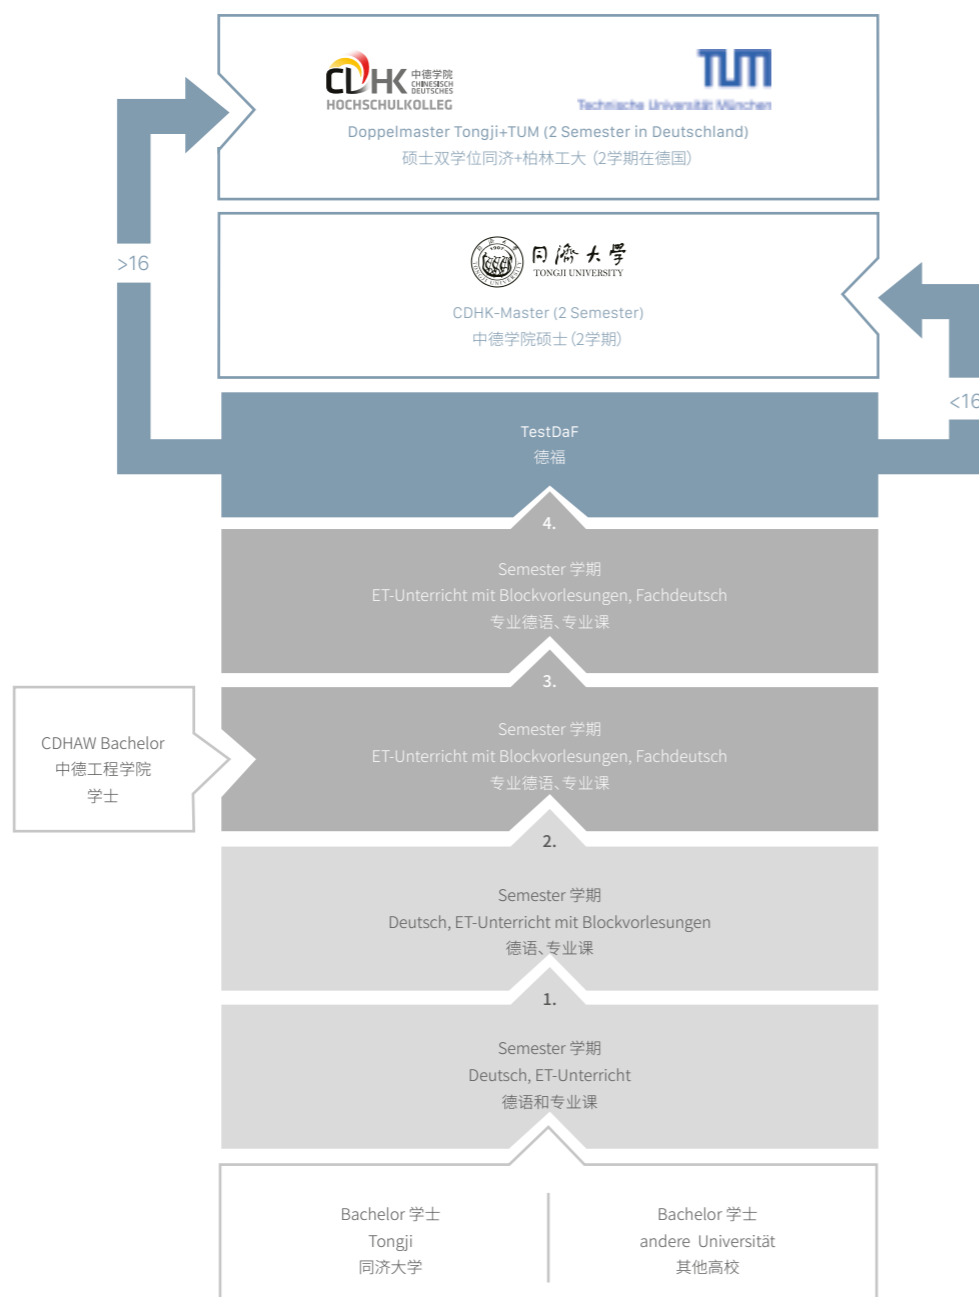 CDHK 中德学院
CHINESISCH
DEUTSCHES
HOCHSCHULKOLLEG
TUM
Technische Universität München
Doppelmaster Tongji+TUM (2 Semester in Deutschland)
硕士双学位同济+柏林工大 (2学期在德国)
>16
同濟大學
TONGJI UNIVERSITY
CDHK-Master (2 Semester)
中德学院硕士 (2学期)
<16
TestDaF
德福
4.
Semester 学期
ET-Unterricht mit Blockvorlesungen, Fachdeutsch
专业德语、专业课
3.
Semester 学期
ET-Unterricht mit Blockvorlesungen, Fachdeutsch
专业德语、专业课
CDHAW Bachelor
中德工程学院
学士
2.
Semester 学期
Deutsch, ET-Unterricht mit Blockvorlesungen
德语、专业课
1.
Semester 学期
Deutsch, ET-Unterricht
德语和专业课
Bachelor 学士
Tongji
同济大学
Bachelor 学士
andere Universität
其他高校